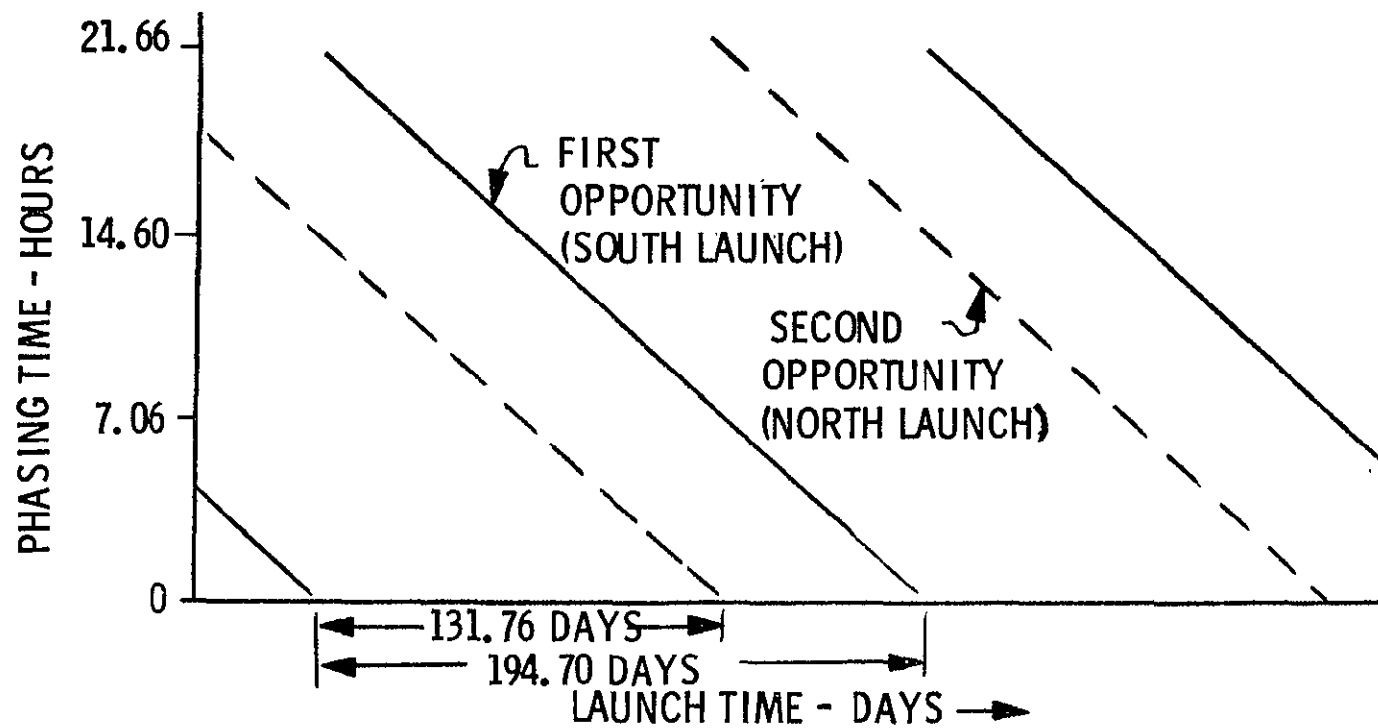 21.66
14.60
7.06
0
PHASING TIME - HOURS
FIRST
OPPORTUNITY
(SOUTH LAUNCH)
SECOND
OPPORTUNITY
(NORTH LAUNCH)
131.76 DAYS
194.70 DAYS
LAUNCH TIME - DAYS